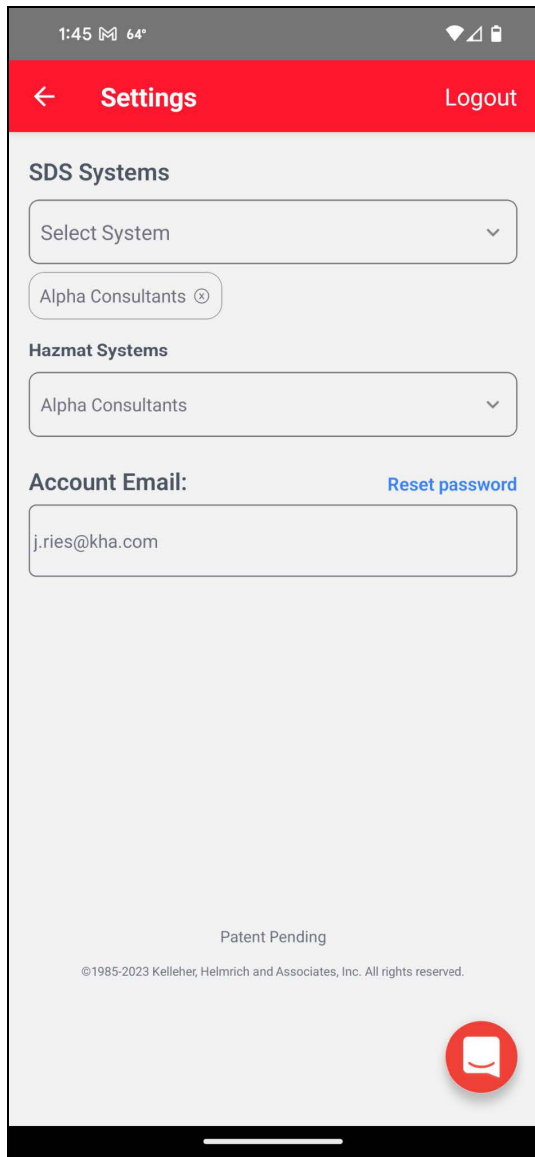 1:45 64°
Settings Logout
SDS Systems
Select System
Alpha Consultants
Hazmat Systems
Alpha Consultants
Account Email: Reset password
j.ries@kha.com
Patent Pending
©1985-2023 Kelleher, Helmrich and Associates, Inc. All rights reserved.